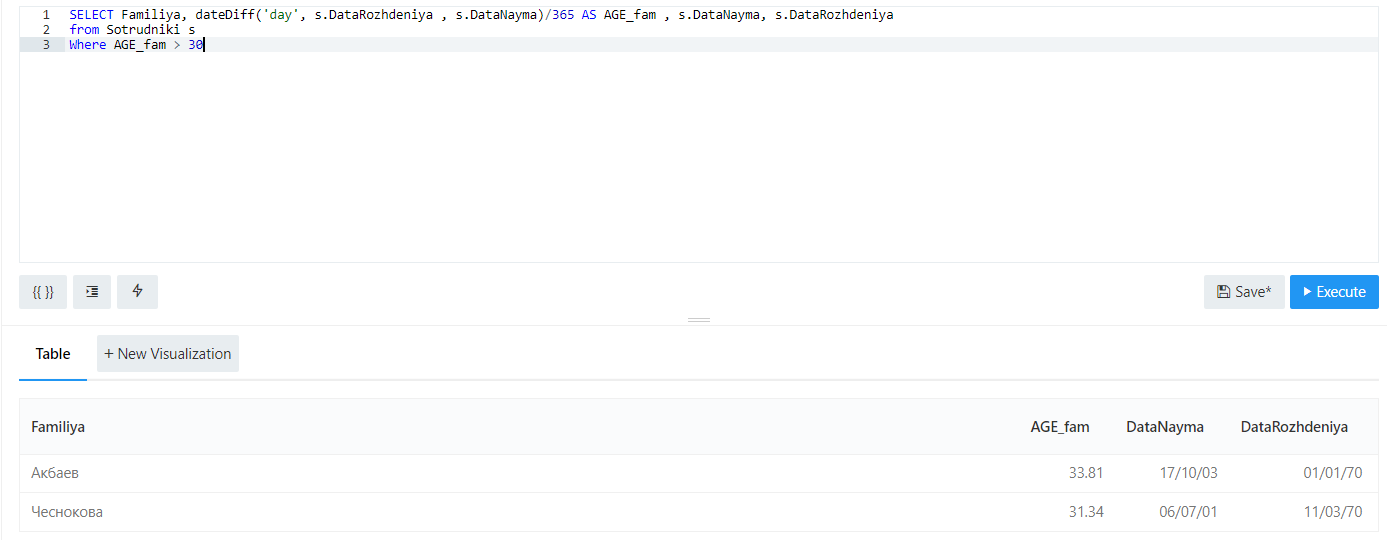 1 SELECT Familiya, dateDiff('day', s.DataRozhdeniya , s.DataNayma)/365 AS AGE_fam , s.DataNayma, s.DataRozhdeniya
2 from Sotrudniki s
3 Where AGE_fam > 30
{{ }} Save* Execute
Table + New Visualization
Familiya AGE_fam DataNayma DataRozhdeniya
Акбаев 33.81 17/10/03 01/01/70
Чеснокова 31.34 06/07/01 11/03/70